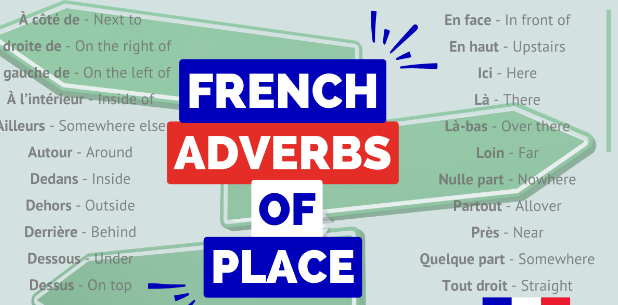 À côté de - Next to
droite de - On the right of
gauche de - On the left of
À l'intérieur - Inside of
Ailleurs - Somewhere else
Autour - Around
Dedans - Inside
Dehors - Outside
Derrière - Behind
Dessous - Under
Dessus - On top
FRENCH
ADVERBS
OF
PLACE
En face - In front of
En haut - Upstairs
Ici - Here
Là - There
Là-bas - Over there
Loin - Far
Nulle part - Nowhere
Partout - Allover
Près - Near
Quelque part - Somewhere
Tout droit - Straight